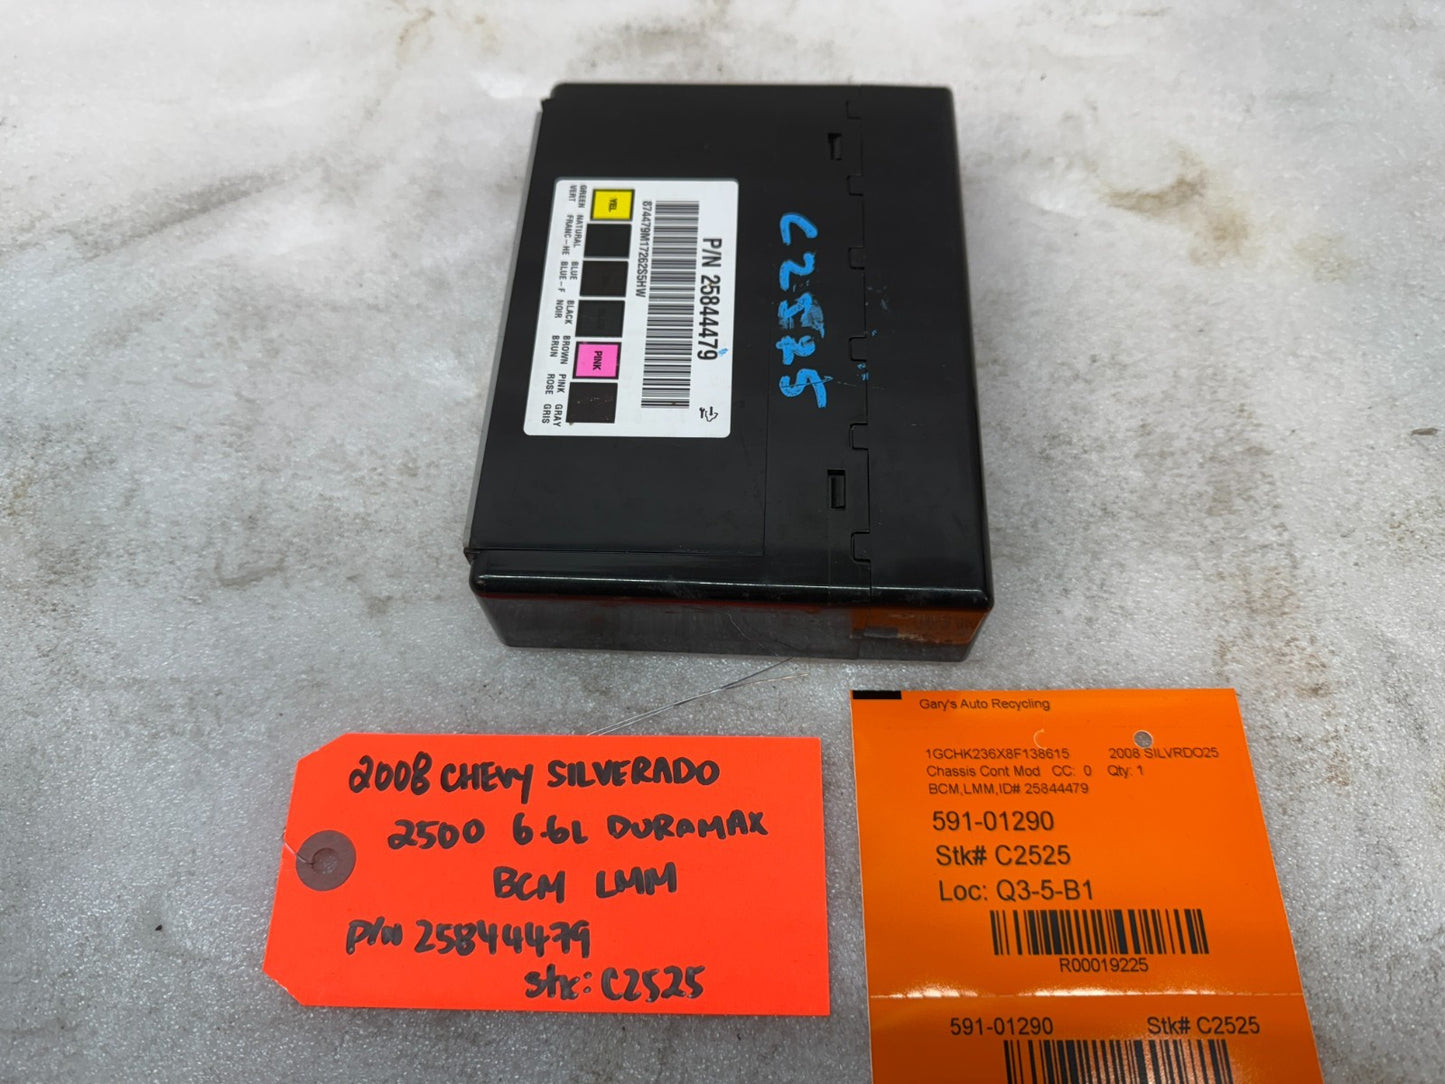 P/N 25844479
874479M17262S5HW
YEL
PINK
GREEN NATURAL BLUE BLACK BROWN PINK GRAY
VERT FRANC-HE BLUE-F NOIR BRUN ROSE GRIS
C2525
2008 CHEVY SILVERADO
2500 6.6L DURAMAX
BCM LMM
P/N 25844479
Stk: C2525
Gary's Auto Recycling
1GCHK236X8F138615 2008 SILVRDO25
Chassis Cont Mod CC: 0 Qty: 1
BCM,LMM,ID# 25844479
591-01290
Stk# C2525
Loc: Q3-5-B1
R00019225
591-01290 Stk# C2525